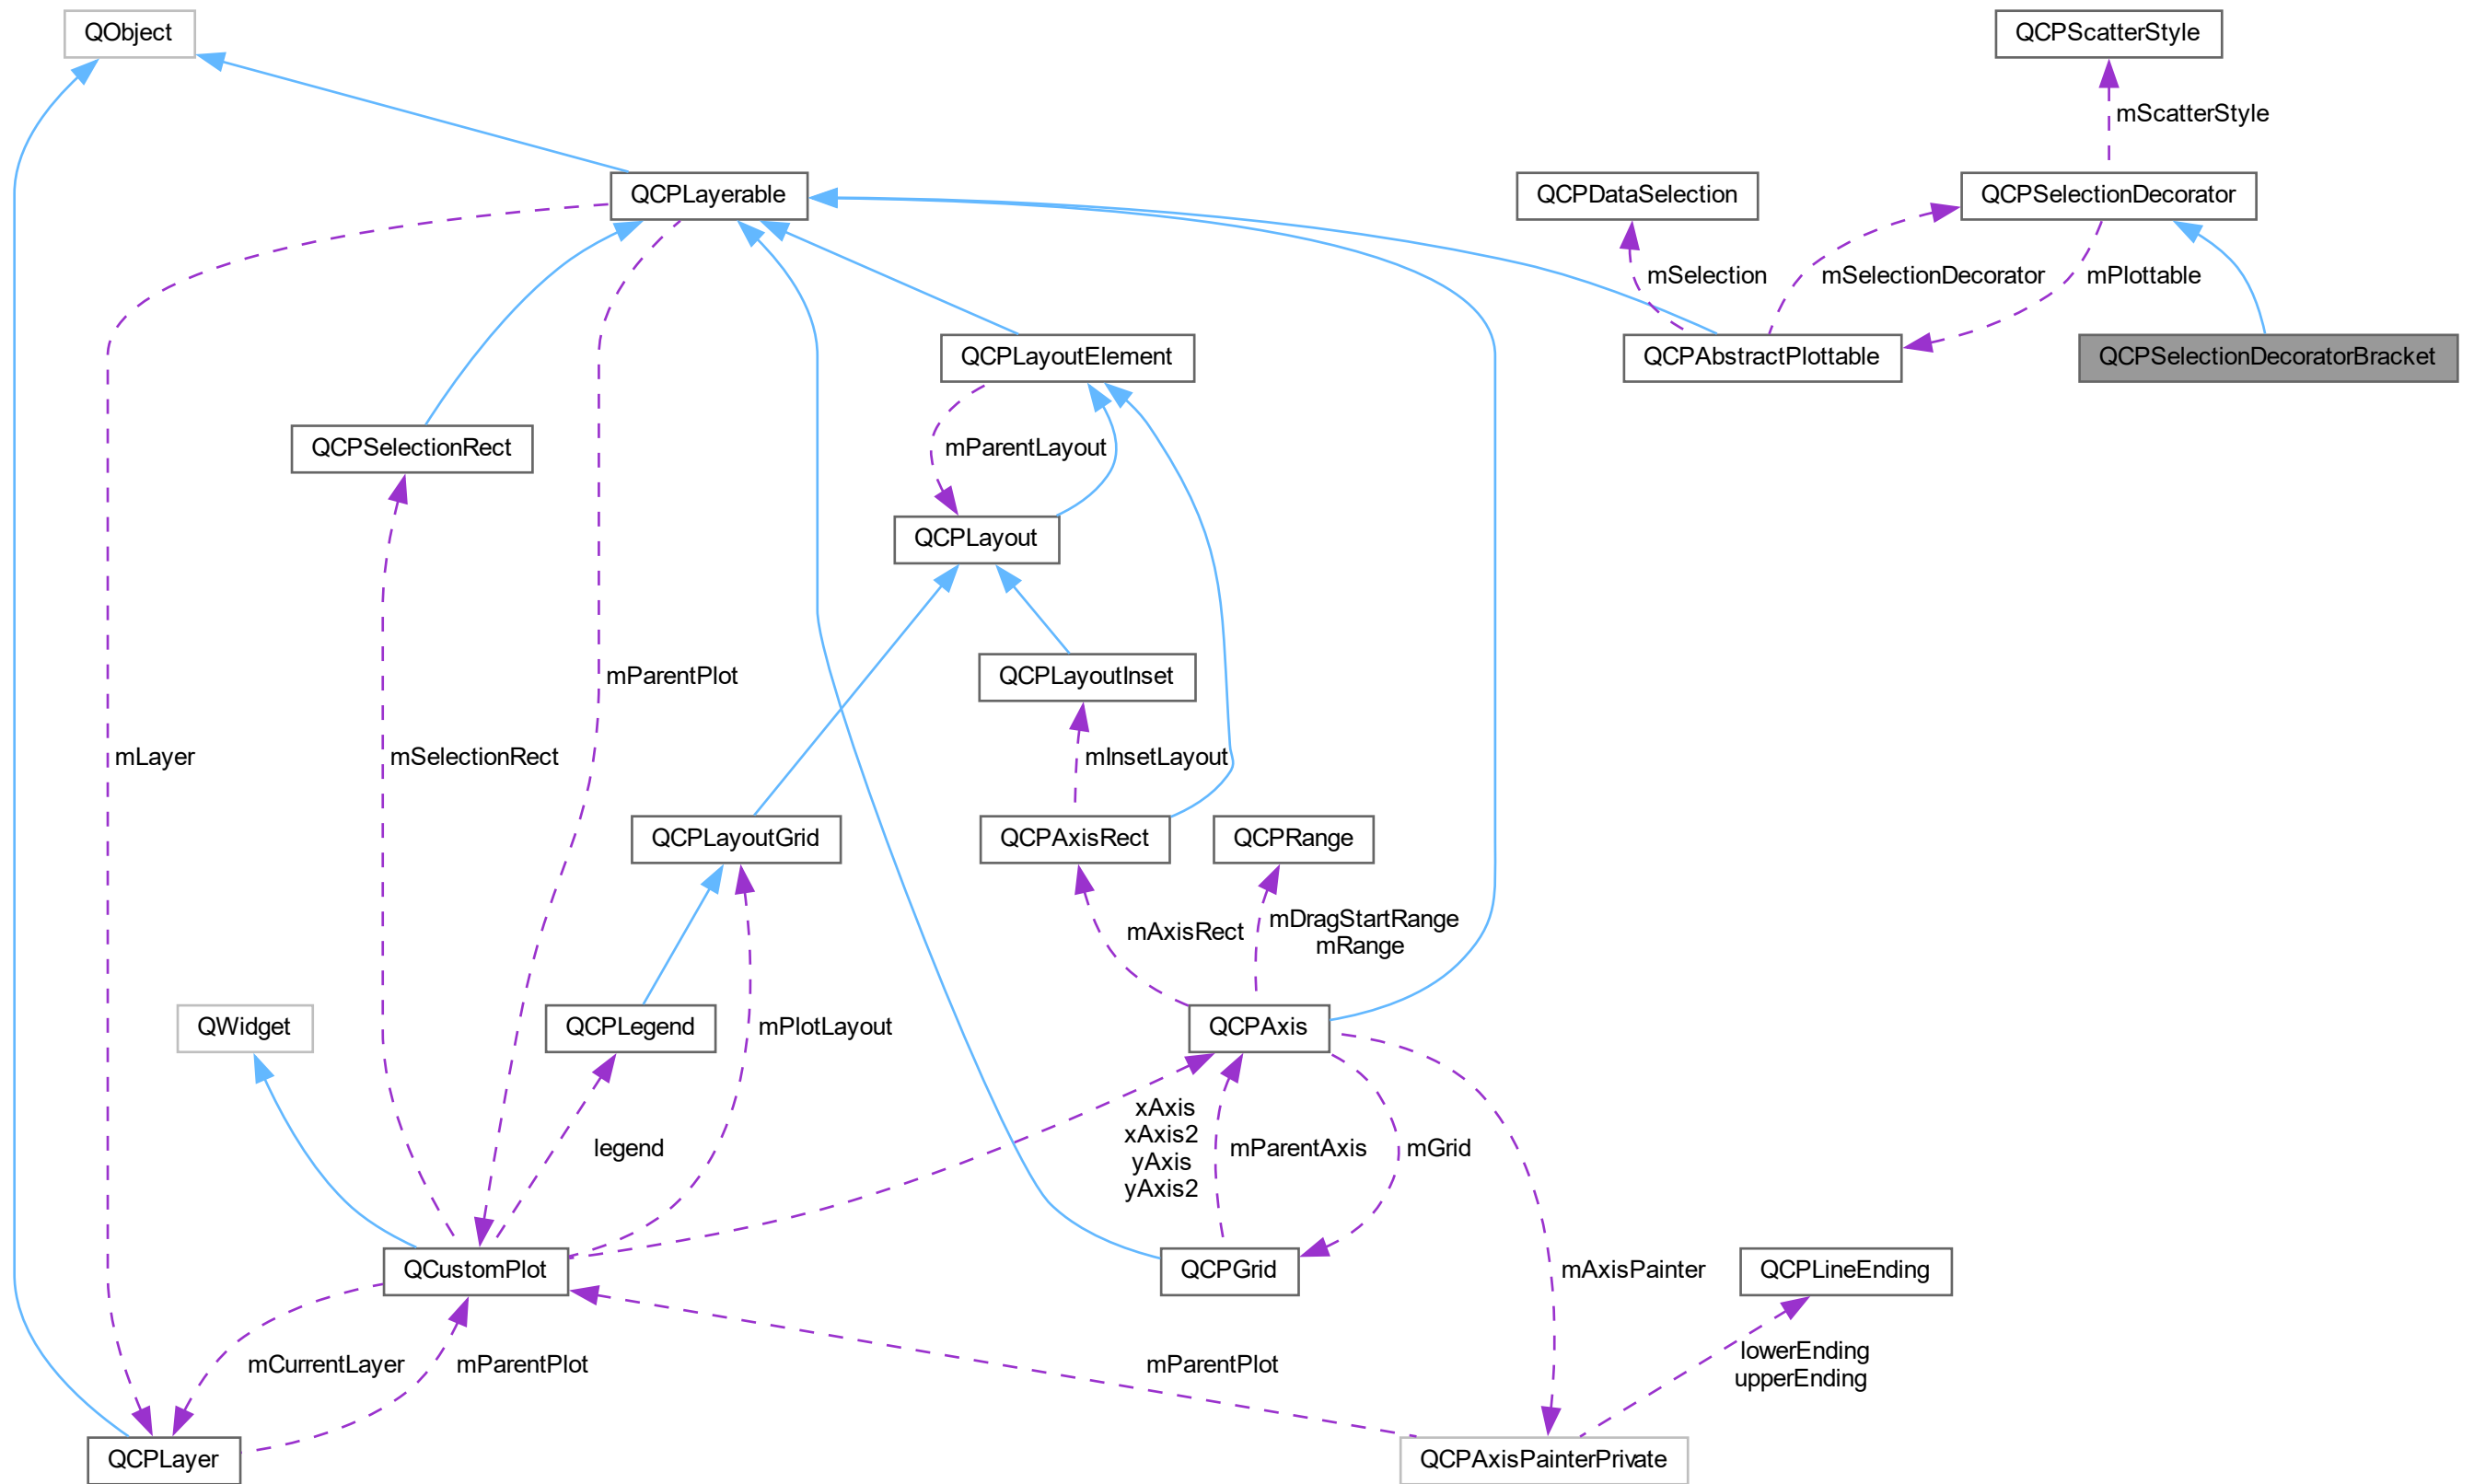 QObject
QCPScatterStyle
mScatterStyle
QCPLayerable
QCPDataSelection
QCPSelectionDecorator
mSelection
mSelectionDecorator
mPlottable
QCPLayoutElement
QCPAbstractPlottable
QCPSelectionDecoratorBracket
QCPSelectionRect
mParentLayout
QCPLayout
mParentPlot
QCPLayoutInset
mLayer
mSelectionRect
mInsetLayout
QCPLayoutGrid
QCPAxisRect
QCPRange
mAxisRect
mDragStartRange
mRange
QWidget
QCPLegend
mPlotLayout
QCPAxis
legend
xAxis
xAxis2
yAxis
yAxis2
mParentAxis
mGrid
QCustomPlot
QCPGrid
mAxisPainter
QCPLineEnding
mCurrentLayer
mParentPlot
mParentPlot
lowerEnding
upperEnding
QCPLayer
QCPAxisPainterPrivate